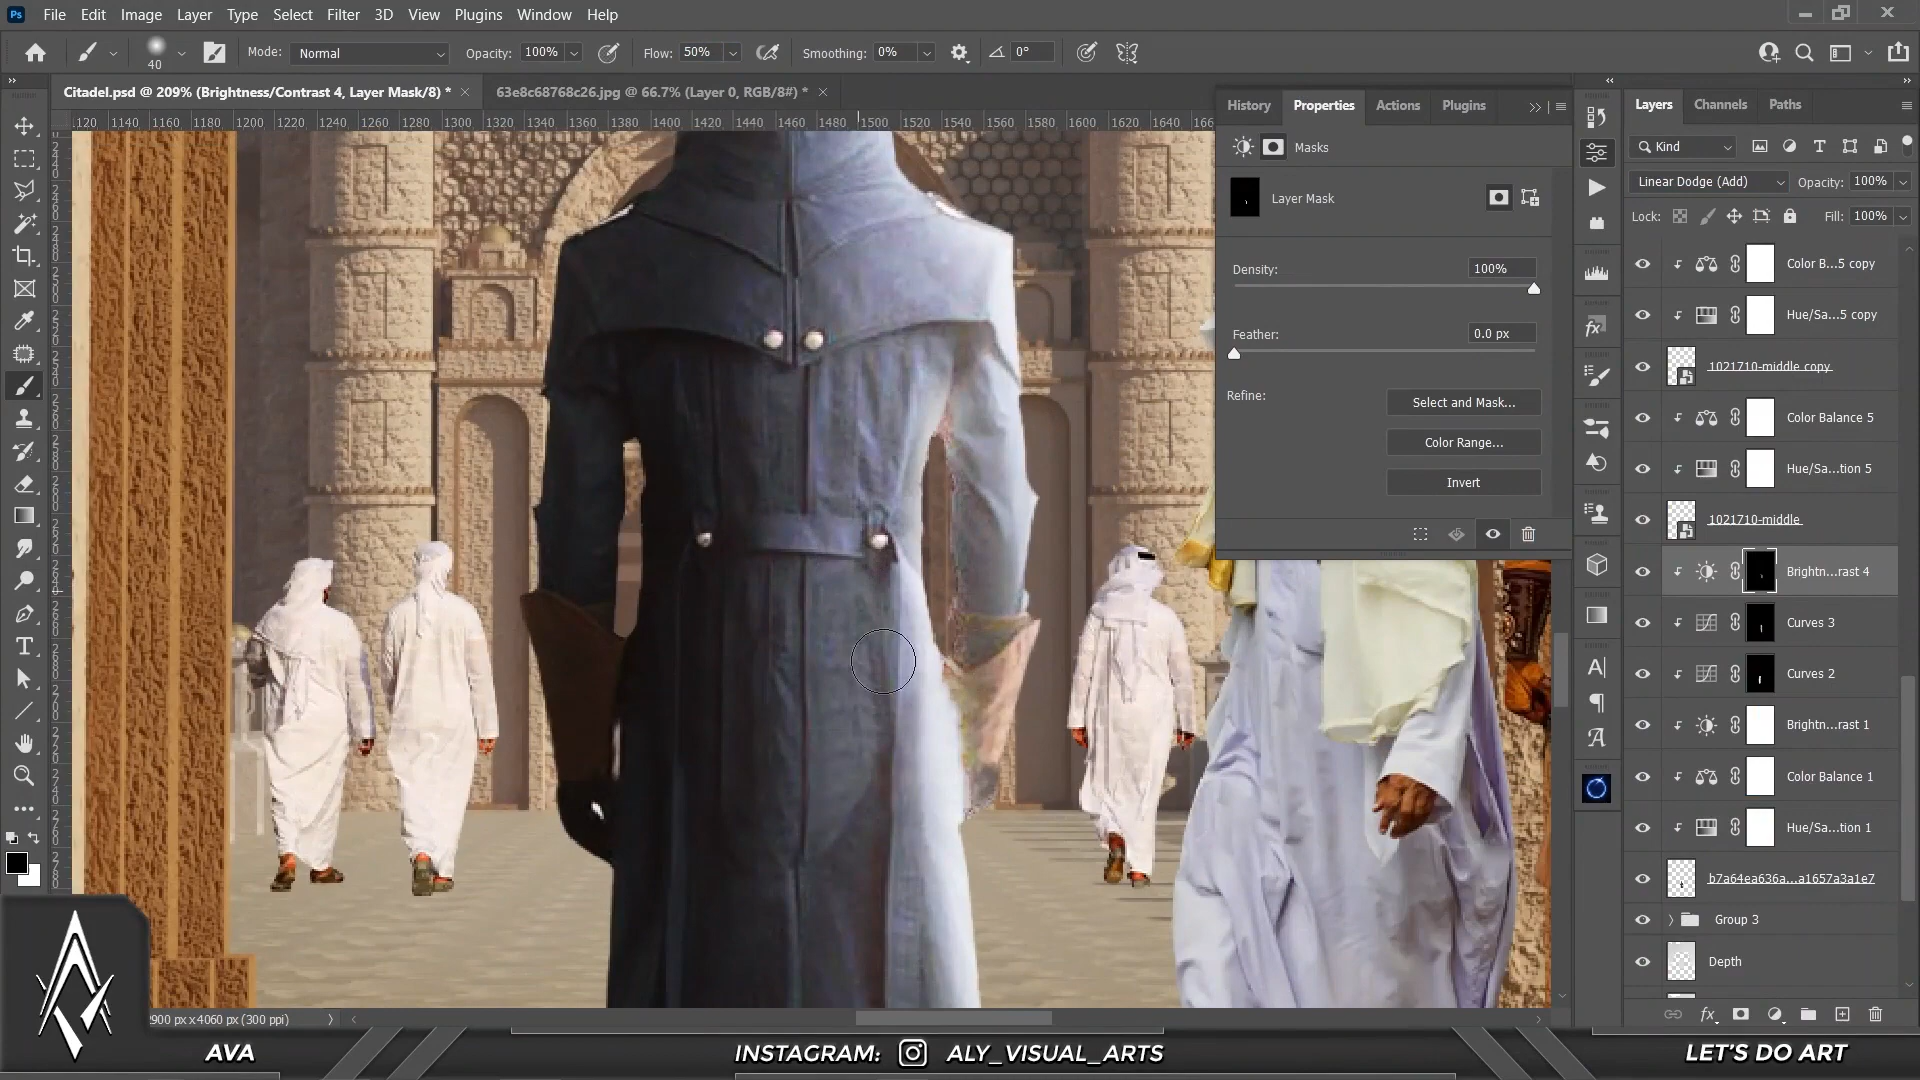 Ps File Edit Image Layer Type Select Filter 3D View Plugins Window Help
40 Mode: Normal Opacity: 100% Flow: 50% Smoothing: 0% 0°
Citadel.psd @ 209% (Brightness/Contrast 4, Layer Mask/8) *
63e8c68768c26.jpg @ 66.7% (Layer 0, RGB/8#) *
1120 1140 1160 1180 1200 1220 1240 1260 1280 1300 1320 1340 1360 1380 1400 1420 1440 1460 1480 1500 1520 1540 1560 1580 1600 1620 1640
History Properties Actions Plugins
Masks
Layer Mask
Density: 100%
Feather: 0.0 px
Refine:
Select and Mask...
Color Range...
Invert
Layers Channels Paths
Kind
Linear Dodge (Add) Opacity: 100%
Lock: Fill: 100%
Color B...5 copy
Hue/Sa...5 copy
1021710-middle copy
Color Balance 5
Hue/Sa...tion 5
1021710-middle
Brightn...rast 4
Curves 3
Curves 2
Brightn...rast 1
Color Balance 1
Hue/Sa...tion 1
b7a64ea636a...a1657a3a1e7
Group 3
Depth
2900 px x 4060 px (300 ppi)
AVA
INSTAGRAM: ALY_VISUAL_ARTS
LET'S DO ART